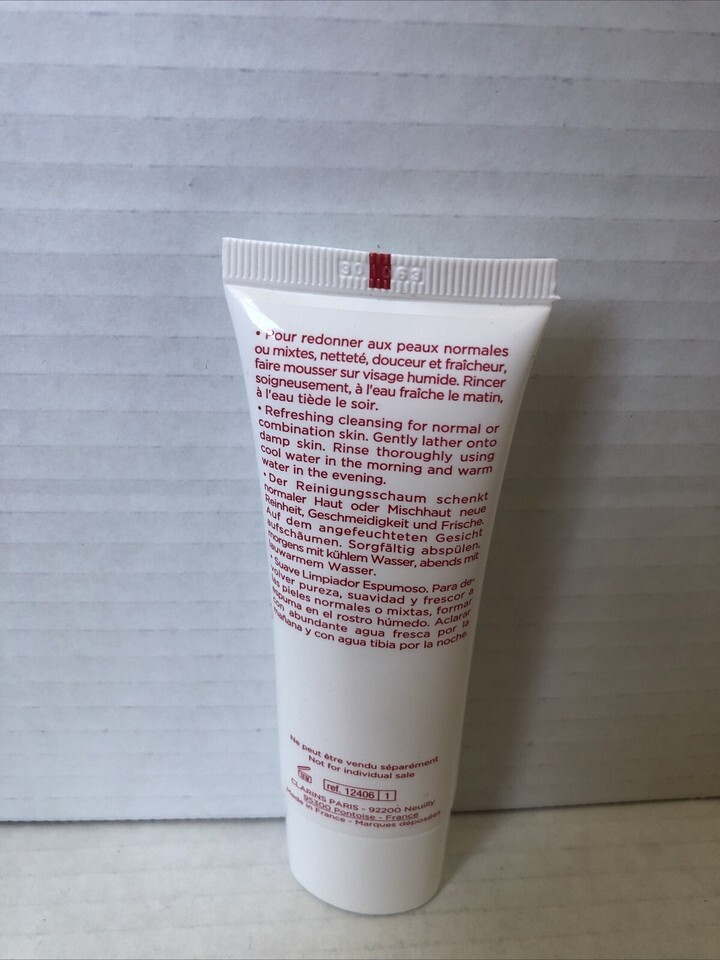 • Pour redonner aux peaux normales
ou mixtes, netteté, douceur et fraîcheur,
faire mousser sur visage humide. Rincer
soigneusement, à l'eau fraîche le matin,
à l'eau tiède le soir.
• Refreshing cleansing for normal or
combination skin. Gently lather onto
damp skin. Rinse thoroughly using
cool water in the morning and warm
water in the evening.
• Der Reinigungsschaum schenkt
normaler Haut oder Mischhaut neue
Reinheit, Geschmeidigkeit und Frische.
Auf dem angefeuchteten Gesicht
aufschäumen. Sorgfältig abspülen,
morgens mit kühlem Wasser, abends mit
lauwarmem Wasser.
• Suave Limpiador Espumoso. Para de-
volver pureza, suavidad y frescor a
las pieles normales o mixtas, formar
espuma en el rostro húmedo. Aclarar
con abundante agua fresca por la
mañana y con agua tibia por la noche.
Ne peut être vendu séparément
Not for individual sale
ref. 12406 1
CLARINS PARIS - 92200 Neuilly
95300 Pontoise - France
Made in France - Marques déposées